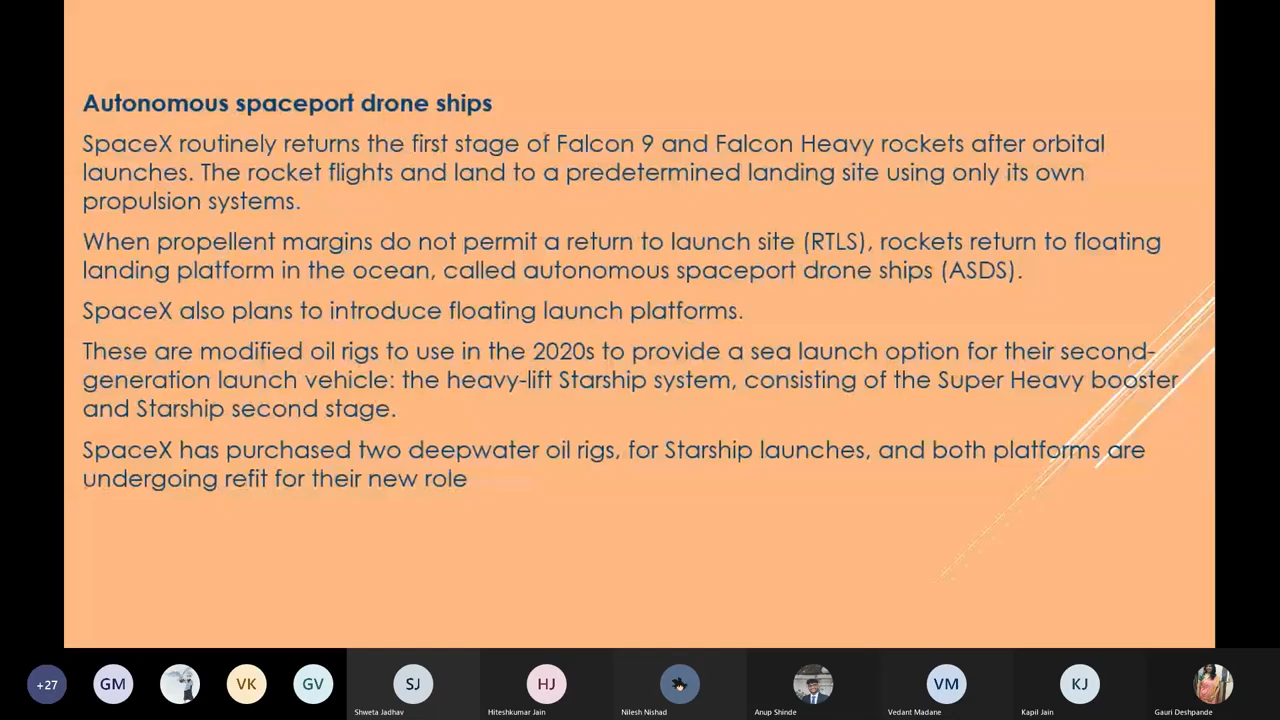 Autonomous spaceport drone ships
SpaceX routinely returns the first stage of Falcon 9 and Falcon Heavy rockets after orbital
launches. The rocket flights and land to a predetermined landing site using only its own
propulsion systems.
When propellent margins do not permit a return to launch site (RTLS), rockets return to floating
landing platform in the ocean, called autonomous spaceport drone ships (ASDS).
SpaceX also plans to introduce floating launch platforms.
These are modified oil rigs to use in the 2020s to provide a sea launch option for their second-
generation launch vehicle: the heavy-lift Starship system, consisting of the Super Heavy booster
and Starship second stage.
SpaceX has purchased two deepwater oil rigs, for Starship launches, and both platforms are
undergoing refit for their new role
+27 GM VK GV SJ HJ VM KJ
Shweta Jadhav Hiteshkumar Jain Nilesh Nishad Anup Shinde Vedant Madane Kapil Jain Gauri Deshpande